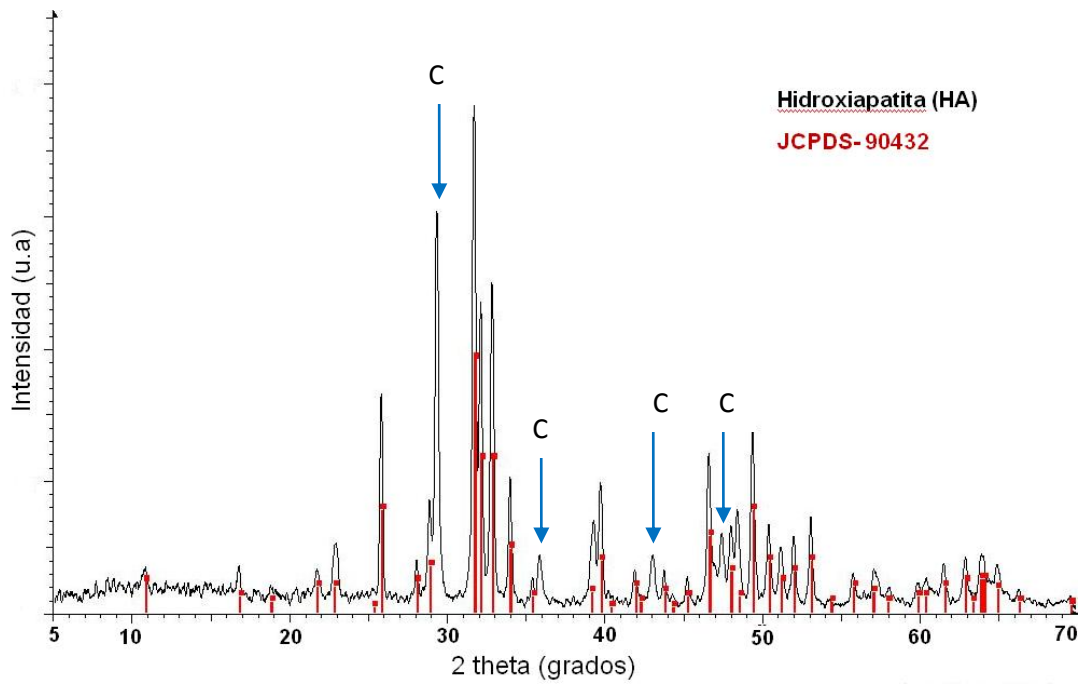 C
Hidroxiapatita (HA)
JCPDS- 90432
C
C
C
Intensidad (u.a)
5
10
20
30
40
50
60
70
2 theta (grados)